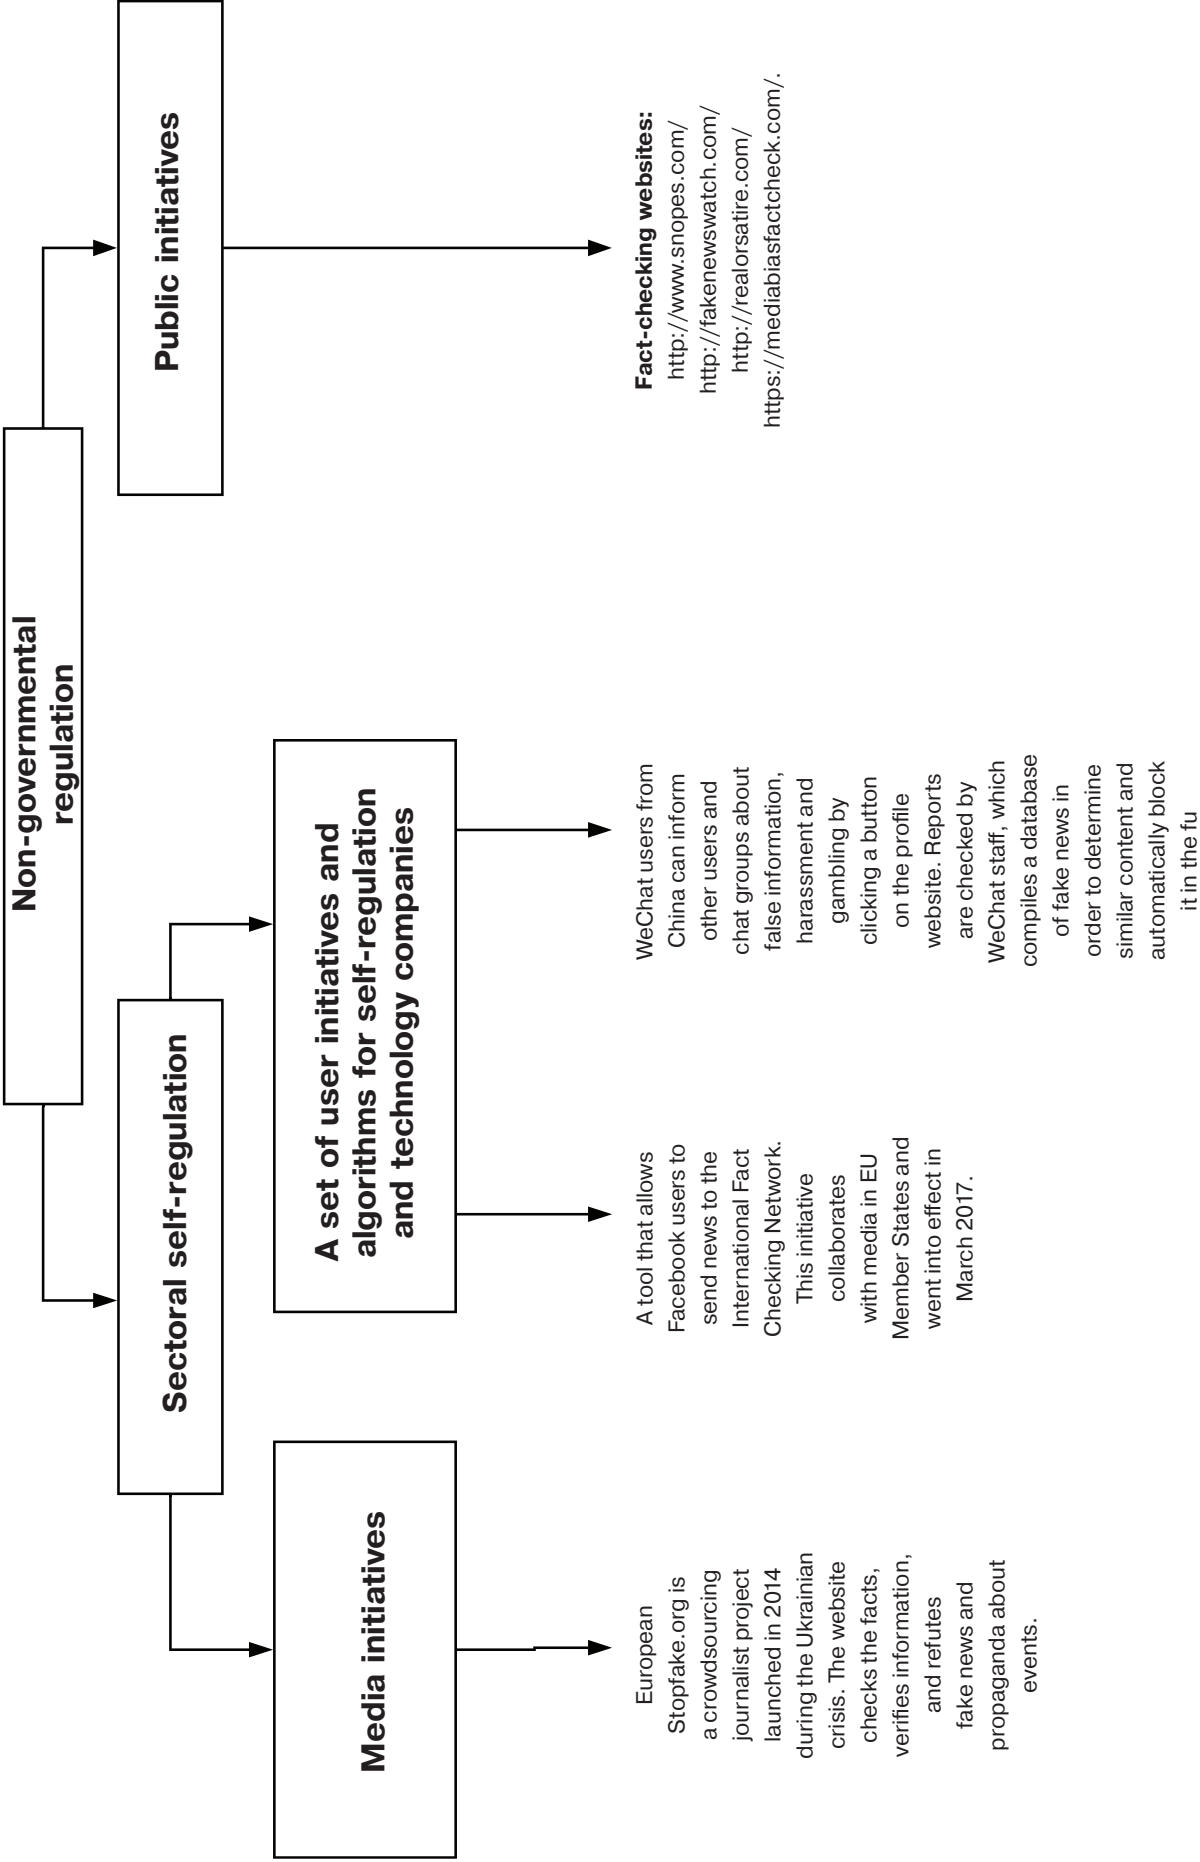 Non-governmental
regulation
Sectoral self-regulation
Public initiatives
Media initiatives
A set of user initiatives and
algorithms for self-regulation
and technology companies
European
Stopfake.org is
a crowdsourcing
journalist project
launched in 2014
during the Ukrainian
crisis. The website
checks the facts,
verifies information,
and refutes
fake news and
propaganda about
events.
A tool that allows
Facebook users to
send news to the
International Fact
Checking Network.
This initiative
collaborates
with media in EU
Member States and
went into effect in
March 2017.
WeChat users from
China can inform
other users and
chat groups about
false information,
harassment and
gambling by
clicking a button
on the profile
website. Reports
are checked by
WeChat staff, which
compiles a database
of fake news in
order to determine
similar content and
automatically block
it in the fu
Fact-checking websites:
http://www.snopes.com/
http://fakenewswatch.com/
http://realorsatire.com/
https://mediabiasfactcheck.com/.